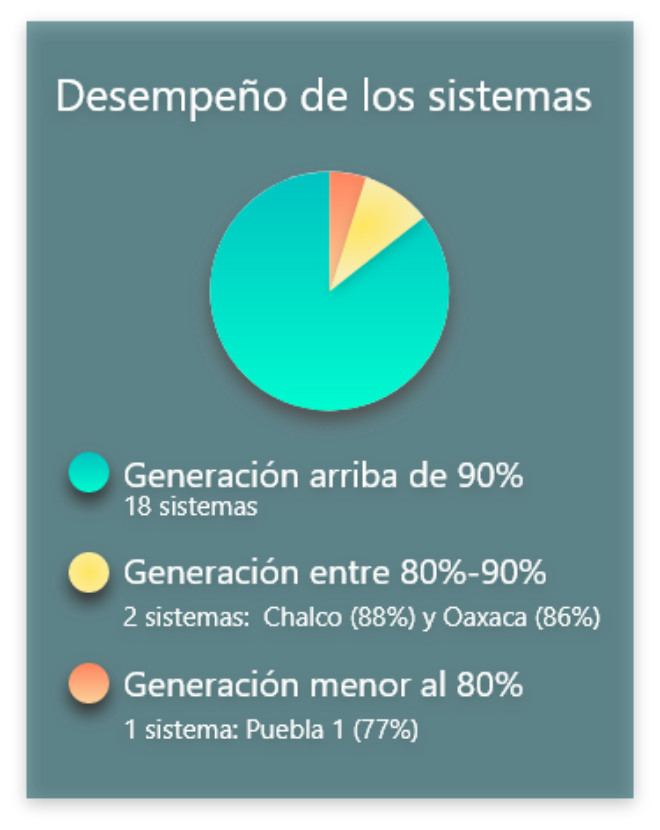 Desempeño de los sistemas
Generación arriba de 90%
18 sistemas
Generación entre 80%-90%
2 sistemas:  Chalco (88%) y Oaxaca (86%)
Generación menor al 80%
1 sistema: Puebla 1 (77%)